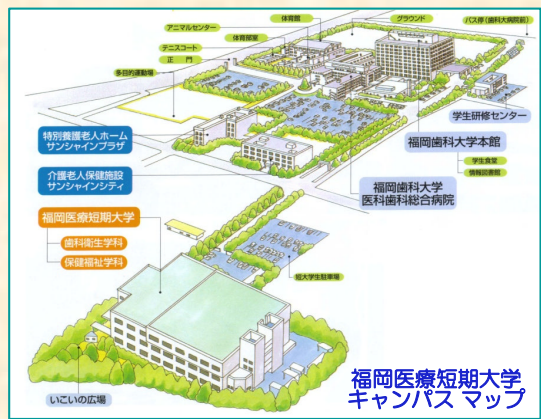 アニマルセンター
体育館
グラウンド
バス停(歯科大病院前)
体育部室
テニスコート
正門
多目的運動場
学生研修センター
特別養護老人ホーム
サンシャインプラザ
福岡歯科大学本館
学生食堂
情報図書館
介護老人保健施設
サンシャインシティ
福岡歯科大学
医科歯科総合病院
福岡医療短期大学
歯科衛生学科
保健福祉学科
短大学生駐車場
いこいの広場
福岡医療短期大学
キャンパス マップ